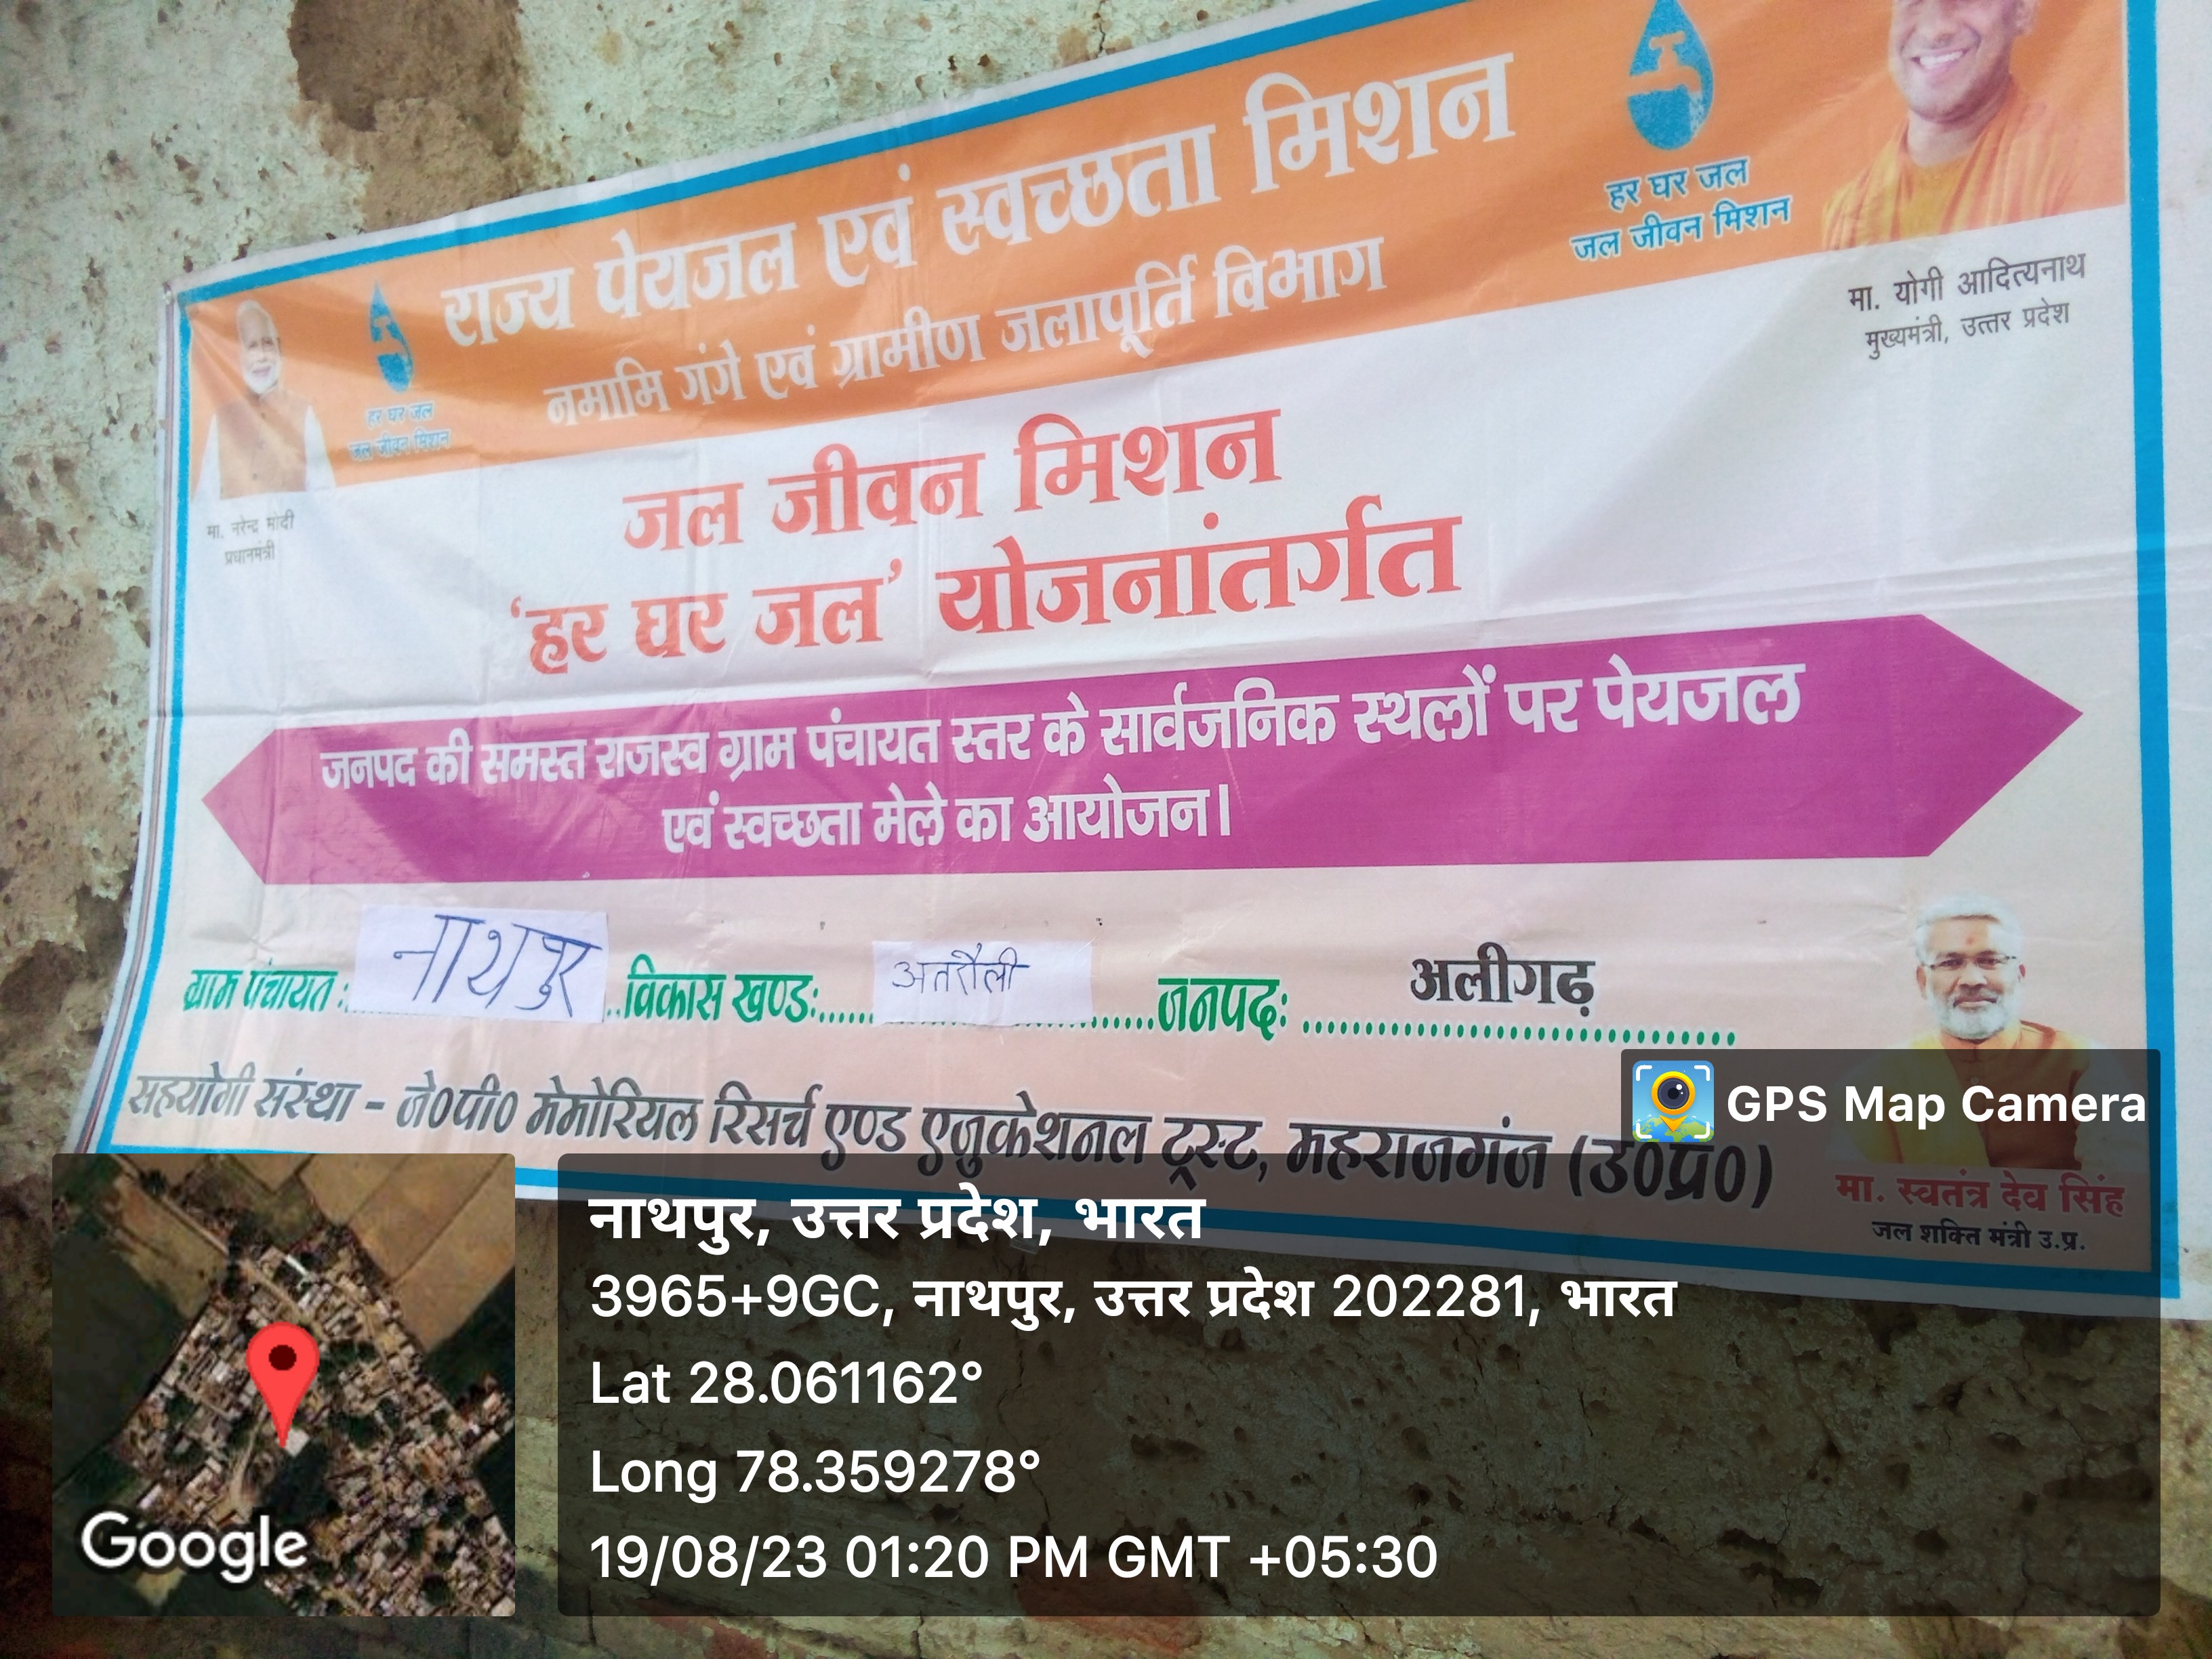 राज्य पेयजल एवं स्वच्छता मिशन
नमामि गंगे एवं ग्रामीण जलापूर्ति विभाग
हर घर जल
जल जीवन मिशन
हर घर जल
जल जीवन मिशन
मा. नरेन्द्र मोदी
प्रधानमंत्री
मा. योगी आदित्यनाथ
मुख्यमंत्री, उत्तर प्रदेश
जल जीवन मिशन
‘हर घर जल’ योजनांतर्गत
जनपद की समस्त राजस्व ग्राम पंचायत स्तर के सार्वजनिक स्थलों पर पेयजल
एवं स्वच्छता मेले का आयोजन।
ग्राम पंचायत : नाथपुर विकास खण्ड: अतरौली जनपद: अलीगढ़
सहयोगी संस्था - जे०पी० मेमोरियल रिसर्च एण्ड एजुकेशनल ट्रस्ट, महराजगंज (उ०प्र०)
मा. स्वतंत्र देव सिंह
जल शक्ति मंत्री उ.प्र.
GPS Map Camera
नाथपुर, उत्तर प्रदेश, भारत
3965+9GC, नाथपुर, उत्तर प्रदेश 202281, भारत
Lat 28.061162°
Long 78.359278°
19/08/23 01:20 PM GMT +05:30
Google